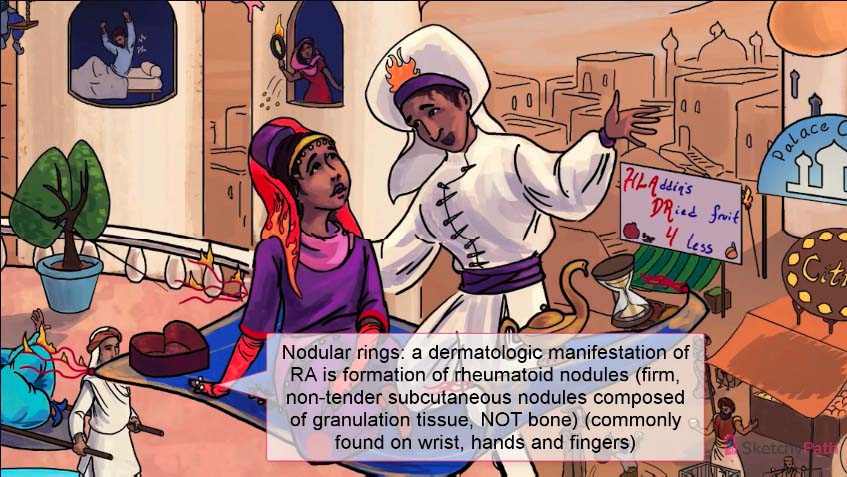 HLAddin's
DRied fruit
4 less
Palace C
Citr
Nodular rings: a dermatologic manifestation of
RA is formation of rheumatoid nodules (firm,
non-tender subcutaneous nodules composed
of granulation tissue, NOT bone) (commonly
found on wrist, hands and fingers)
SketchyPath